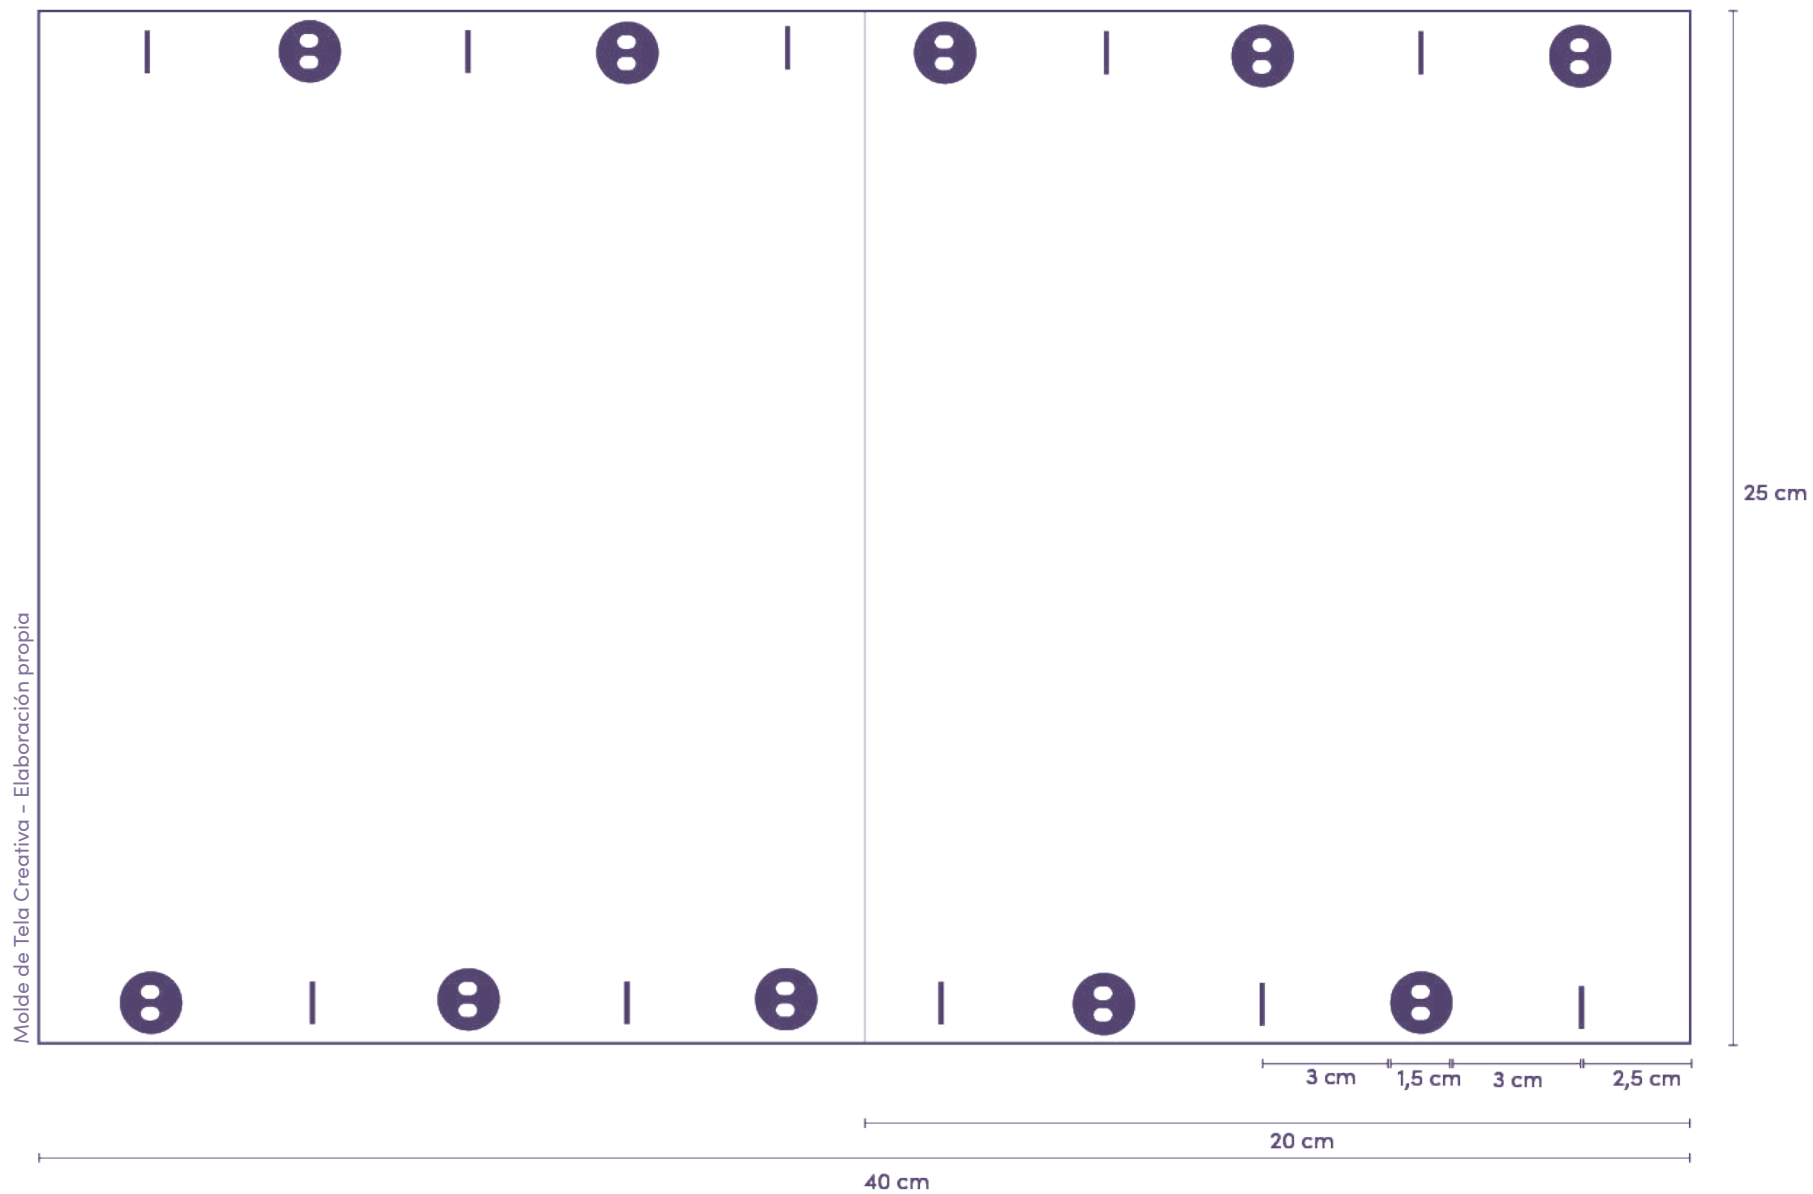 Molde de Tela Creativa - Elaboración propia
25 cm
3 cm
1,5 cm
3 cm
2,5 cm
20 cm
40 cm